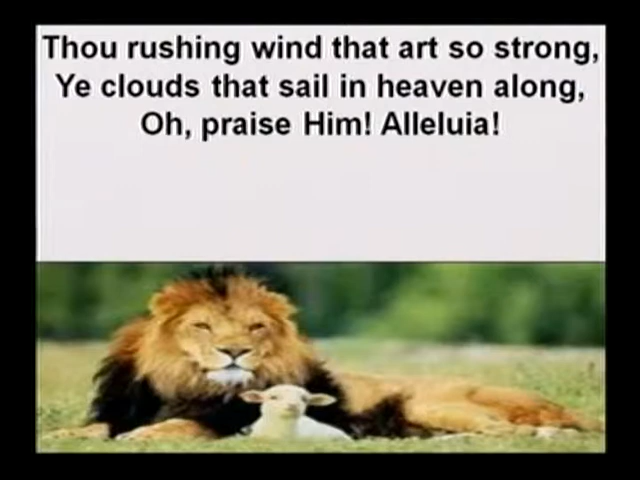 Thou rushing wind that art so strong,
Ye clouds that sail in heaven along,
Oh, praise Him! Alleluia!